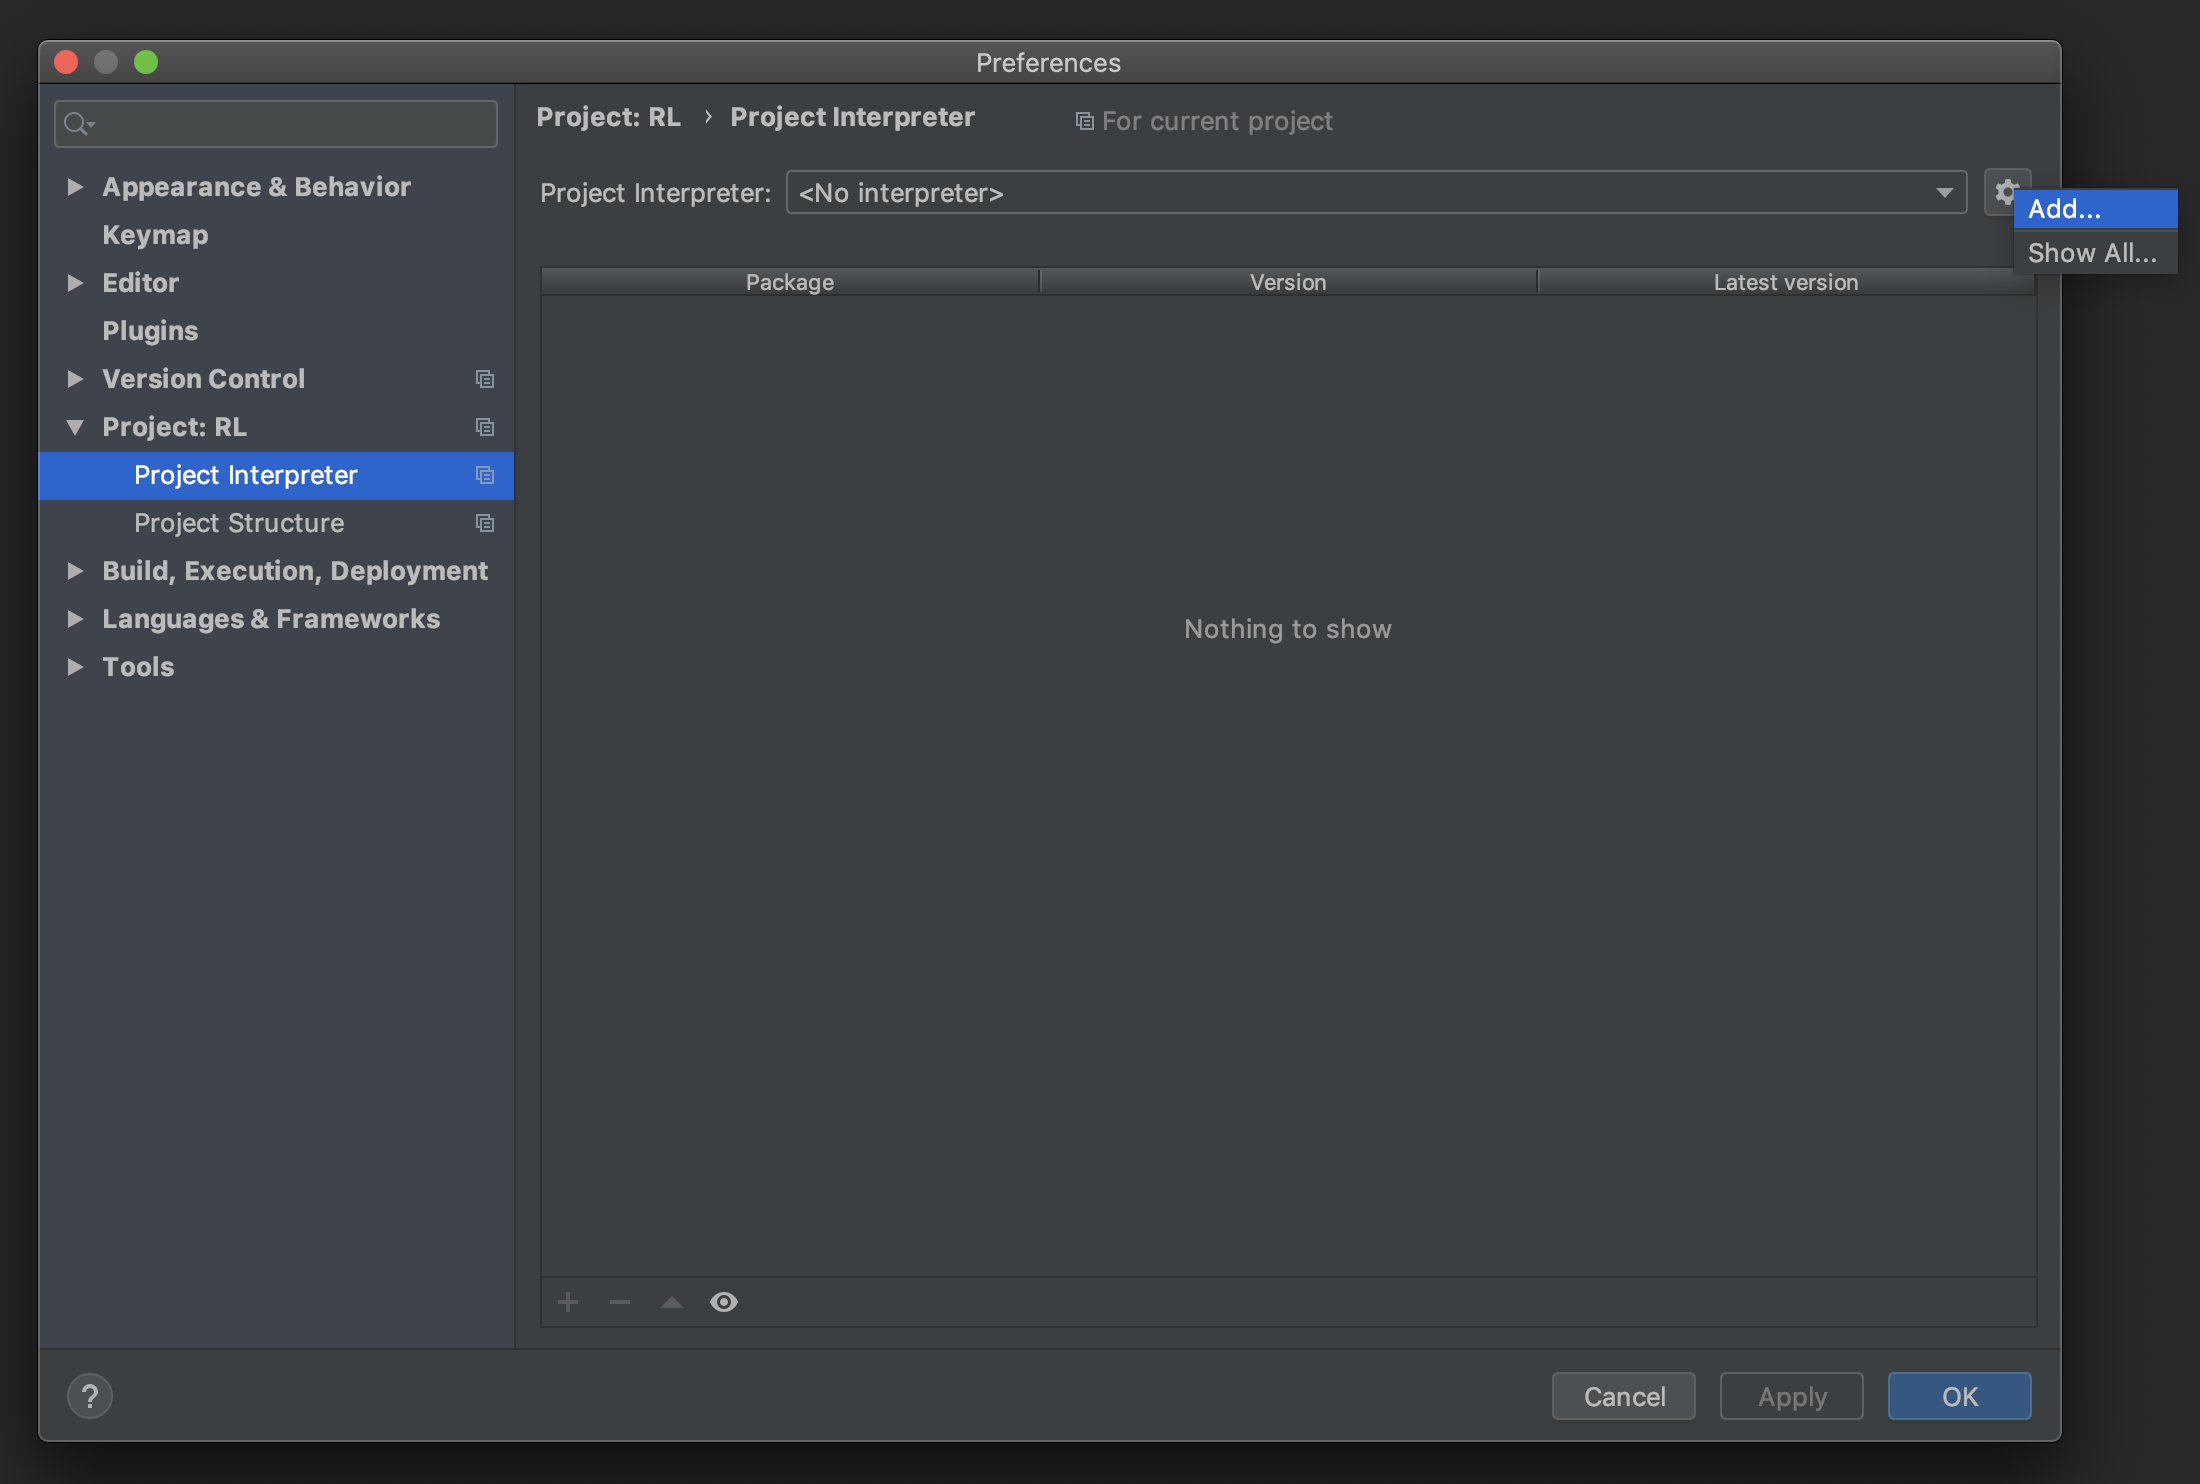 Preferences
Project: RL › Project Interpreter For current project
Appearance & Behavior
Keymap
Editor
Plugins
Version Control
Project: RL
Project Interpreter
Project Structure
Build, Execution, Deployment
Languages & Frameworks
Tools
Project Interpreter: <No interpreter>
Add...
Show All...
Package Version Latest version
Nothing to show
?
Cancel Apply OK